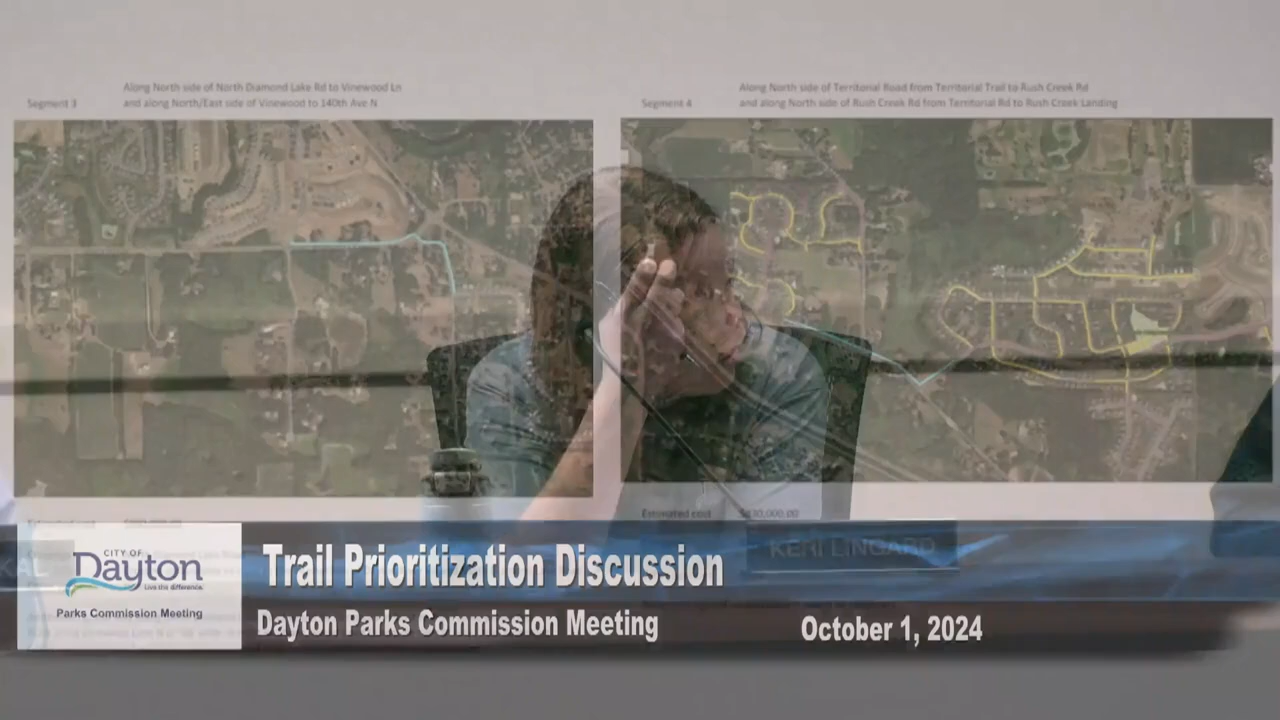 Along North side of North Diamond Lake Rd to Vinewood Ln
Segment 3
and along North/East side of Vinewood to 140th Ave N
Along North side of Territorial Road from Territorial Trail to Rush Creek Rd
Segment 4
and along North side of Rush Creek Rd from Territorial Rd to Rush Creek Landing
Estimated cost
KERI LINGARD
CITY OF
Dayton
Live the difference.
Parks Commission Meeting
Trail Prioritization Discussion
Dayton Parks Commission Meeting
October 1, 2024